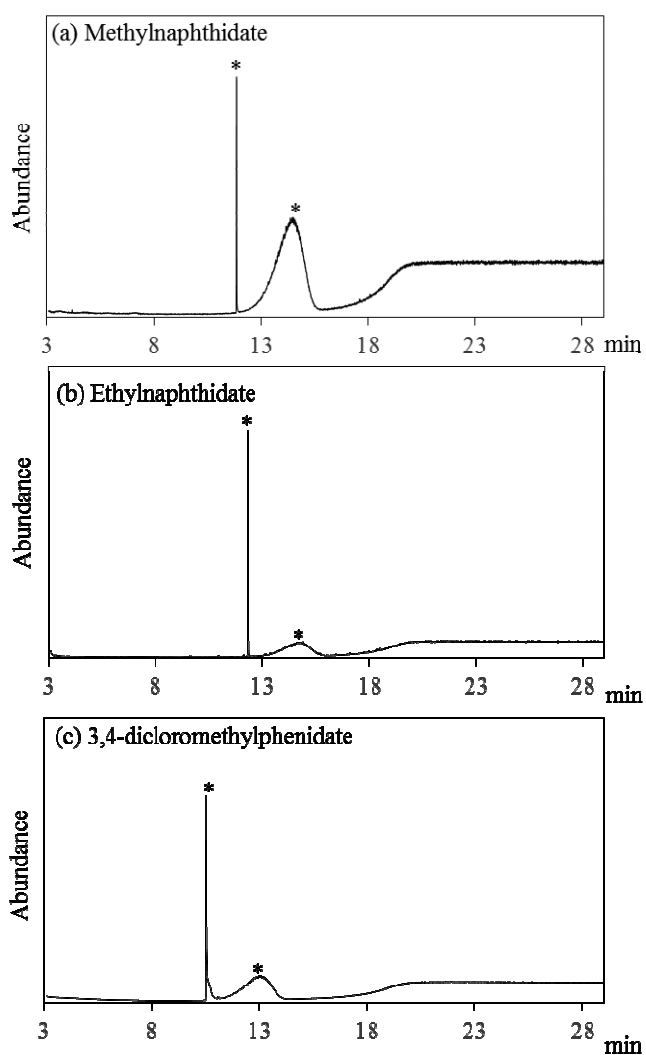 (a) Methylnaphthidate
*
*
Abundance
3 8 13 18 23 28 min
(b) Ethylnaphthidate
*
*
Abundance
3 8 13 18 23 28 min
(c) 3,4-dicloromethylphenidate
*
*
Abundance
3 8 13 18 23 28 min